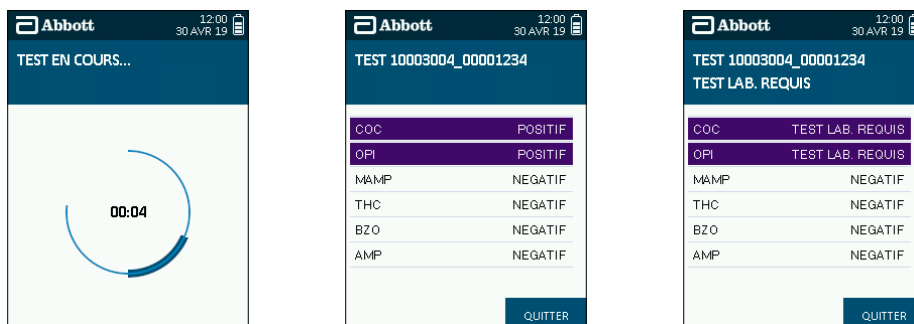 Abbott
12:00
30 AVR 19
TEST EN COURS...
00:04
Abbott
12:00
30 AVR 19
TEST 10003004_00001234
COC POSITIF
OPI POSITIF
MAMP NEGATIF
THC NEGATIF
BZO NEGATIF
AMP NEGATIF
QUITTER
Abbott
12:00
30 AVR 19
TEST 10003004_00001234
TEST LAB. REQUIS
COC TEST LAB. REQUIS
OPI TEST LAB. REQUIS
MAMP NEGATIF
THC NEGATIF
BZO NEGATIF
AMP NEGATIF
QUITTER